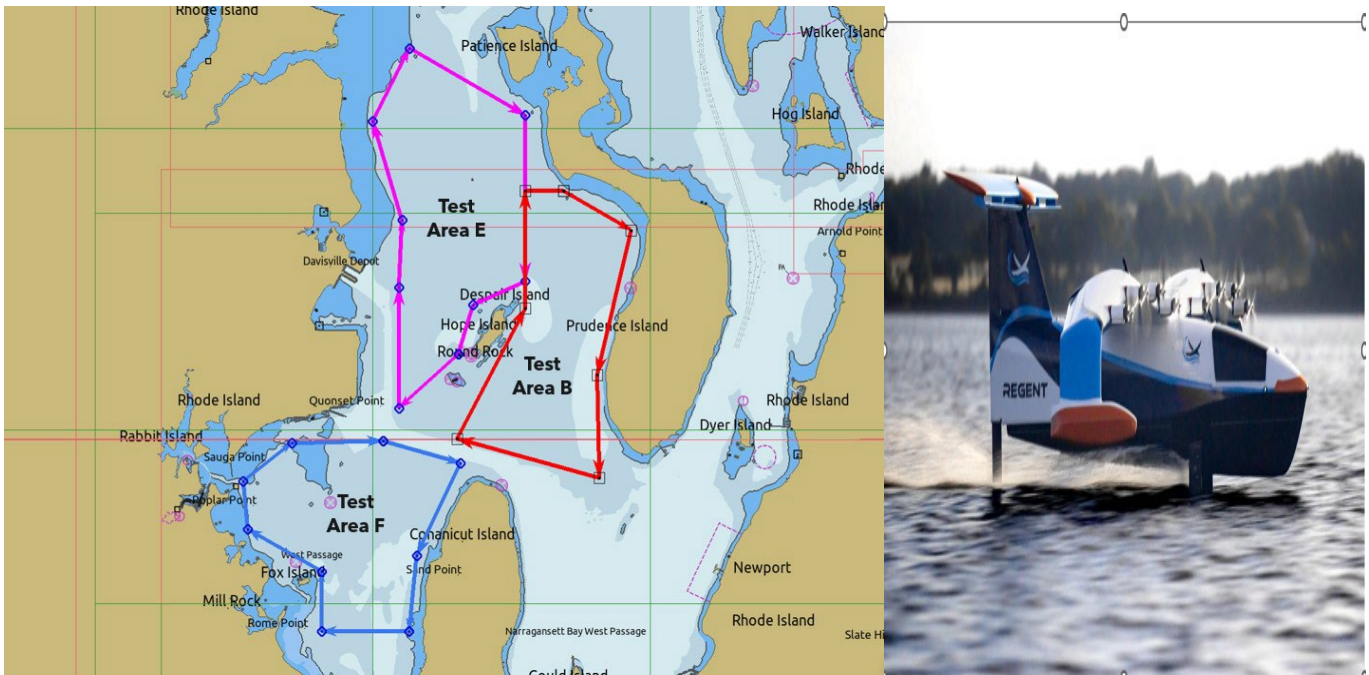 Rhode Island
Patience Island
Walker Island
Hog Island
Rhode
Test
Area E
Rhode Islan
Arnold Point
Davisville Depot
PA
Despair Island
Hope Island
Prudence Island
Round Rock
Test
Area B
Quonset Point
Rhode Island
Rhode Island
Rabbit Island
Dyer Island
Sauga Point
Poplar Point
Test
Area F
Conanicut Island
West Passage
Sand Point
Fox Island
Newport
Mill Rock
Rome Point
Narragansett Bay West Passage
Rhode Island
Slate Hi
Gould Island
REGENT